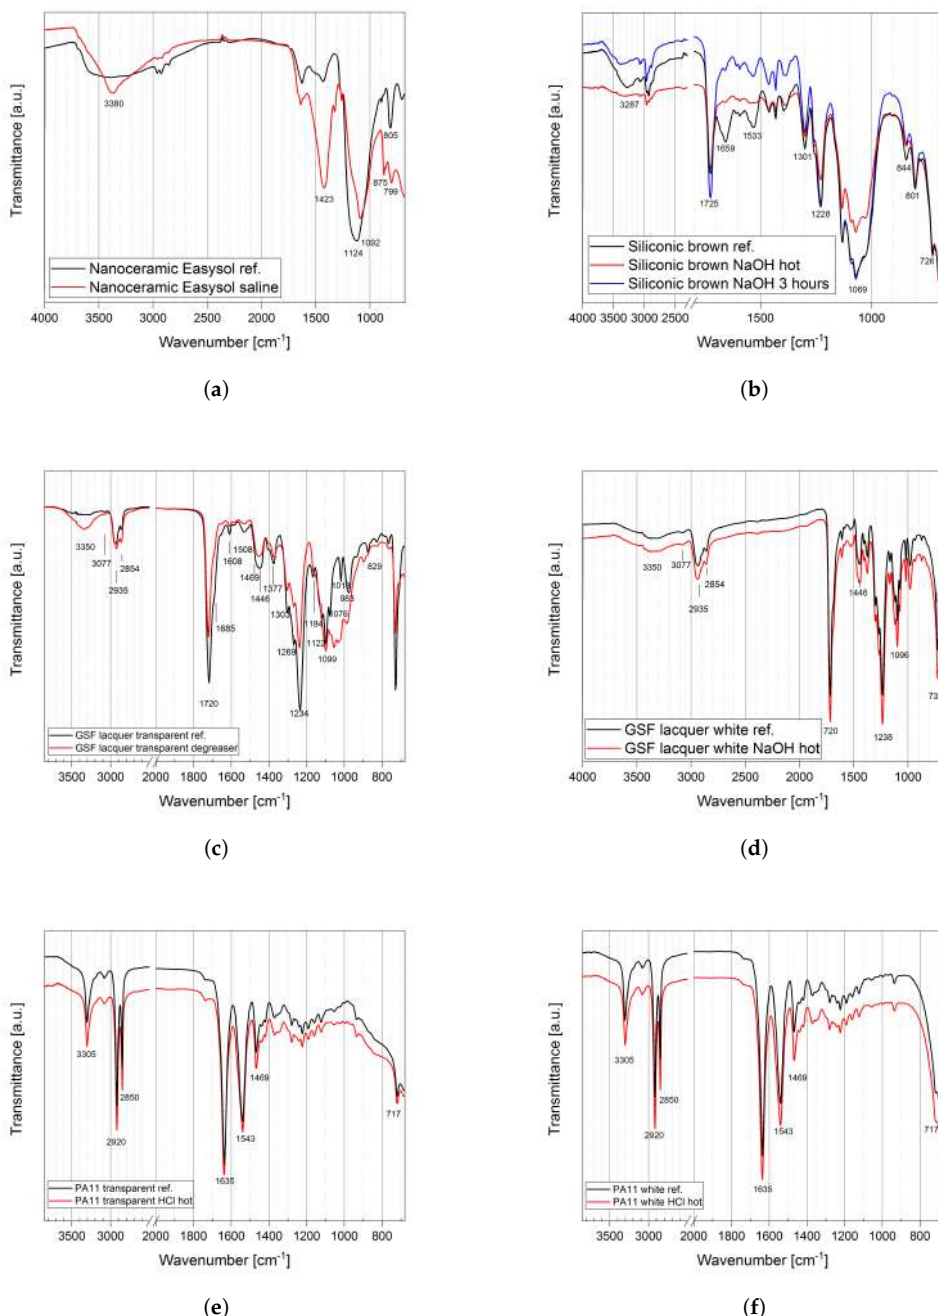 Transmittance [a.u.]
3380
1423
1124
1092
875
805
799
Nanoceramic Easysol ref.
Nanoceramic Easysol saline
4000 3500 3000 2500 2000 1500 1000
Wavenumber [cm-1]
(a)
Transmittance [a.u.]
3287
1725
1659
1533
1301
1228
1069
844
801
726
Siliconic brown ref.
Siliconic brown NaOH hot
Siliconic brown NaOH 3 hours
4000 3500 3000 2500 1500 1000
Wavenumber [cm-1]
(b)
Transmittance [a.u.]
3350
3077
2935
2854
1720
1685
1608
1508
1469
1446
1377
1303
1269
1234
1184
1123
1099
1076
1019
983
829
GSF lacquer transparent ref.
GSF lacquer transparent degreaser
3500 3000 2000 1800 1600 1400 1200 1000 800
Wavenumber [cm-1]
(c)
Transmittance [a.u.]
3350
3077
2935
2854
720
1446
1238
1096
73
GSF lacquer white ref.
GSF lacquer white NaOH hot
4000 3500 3000 2500 2000 1500 1000
Wavenumber [cm-1]
(d)
Transmittance [a.u.]
3305
2920
2850
1635
1543
1469
717
PA11 transparent ref.
PA11 transparent HCl hot
3500 3000 2000 1800 1600 1400 1200 1000 800
Wavenumber [cm-1]
(e)
Transmittance [a.u.]
3305
2920
2850
1635
1543
1469
717
PA11 white ref.
PA11 white HCl hot
3500 3000 2000 1800 1600 1400 1200 1000 800
Wavenumber [cm-1]
(f)